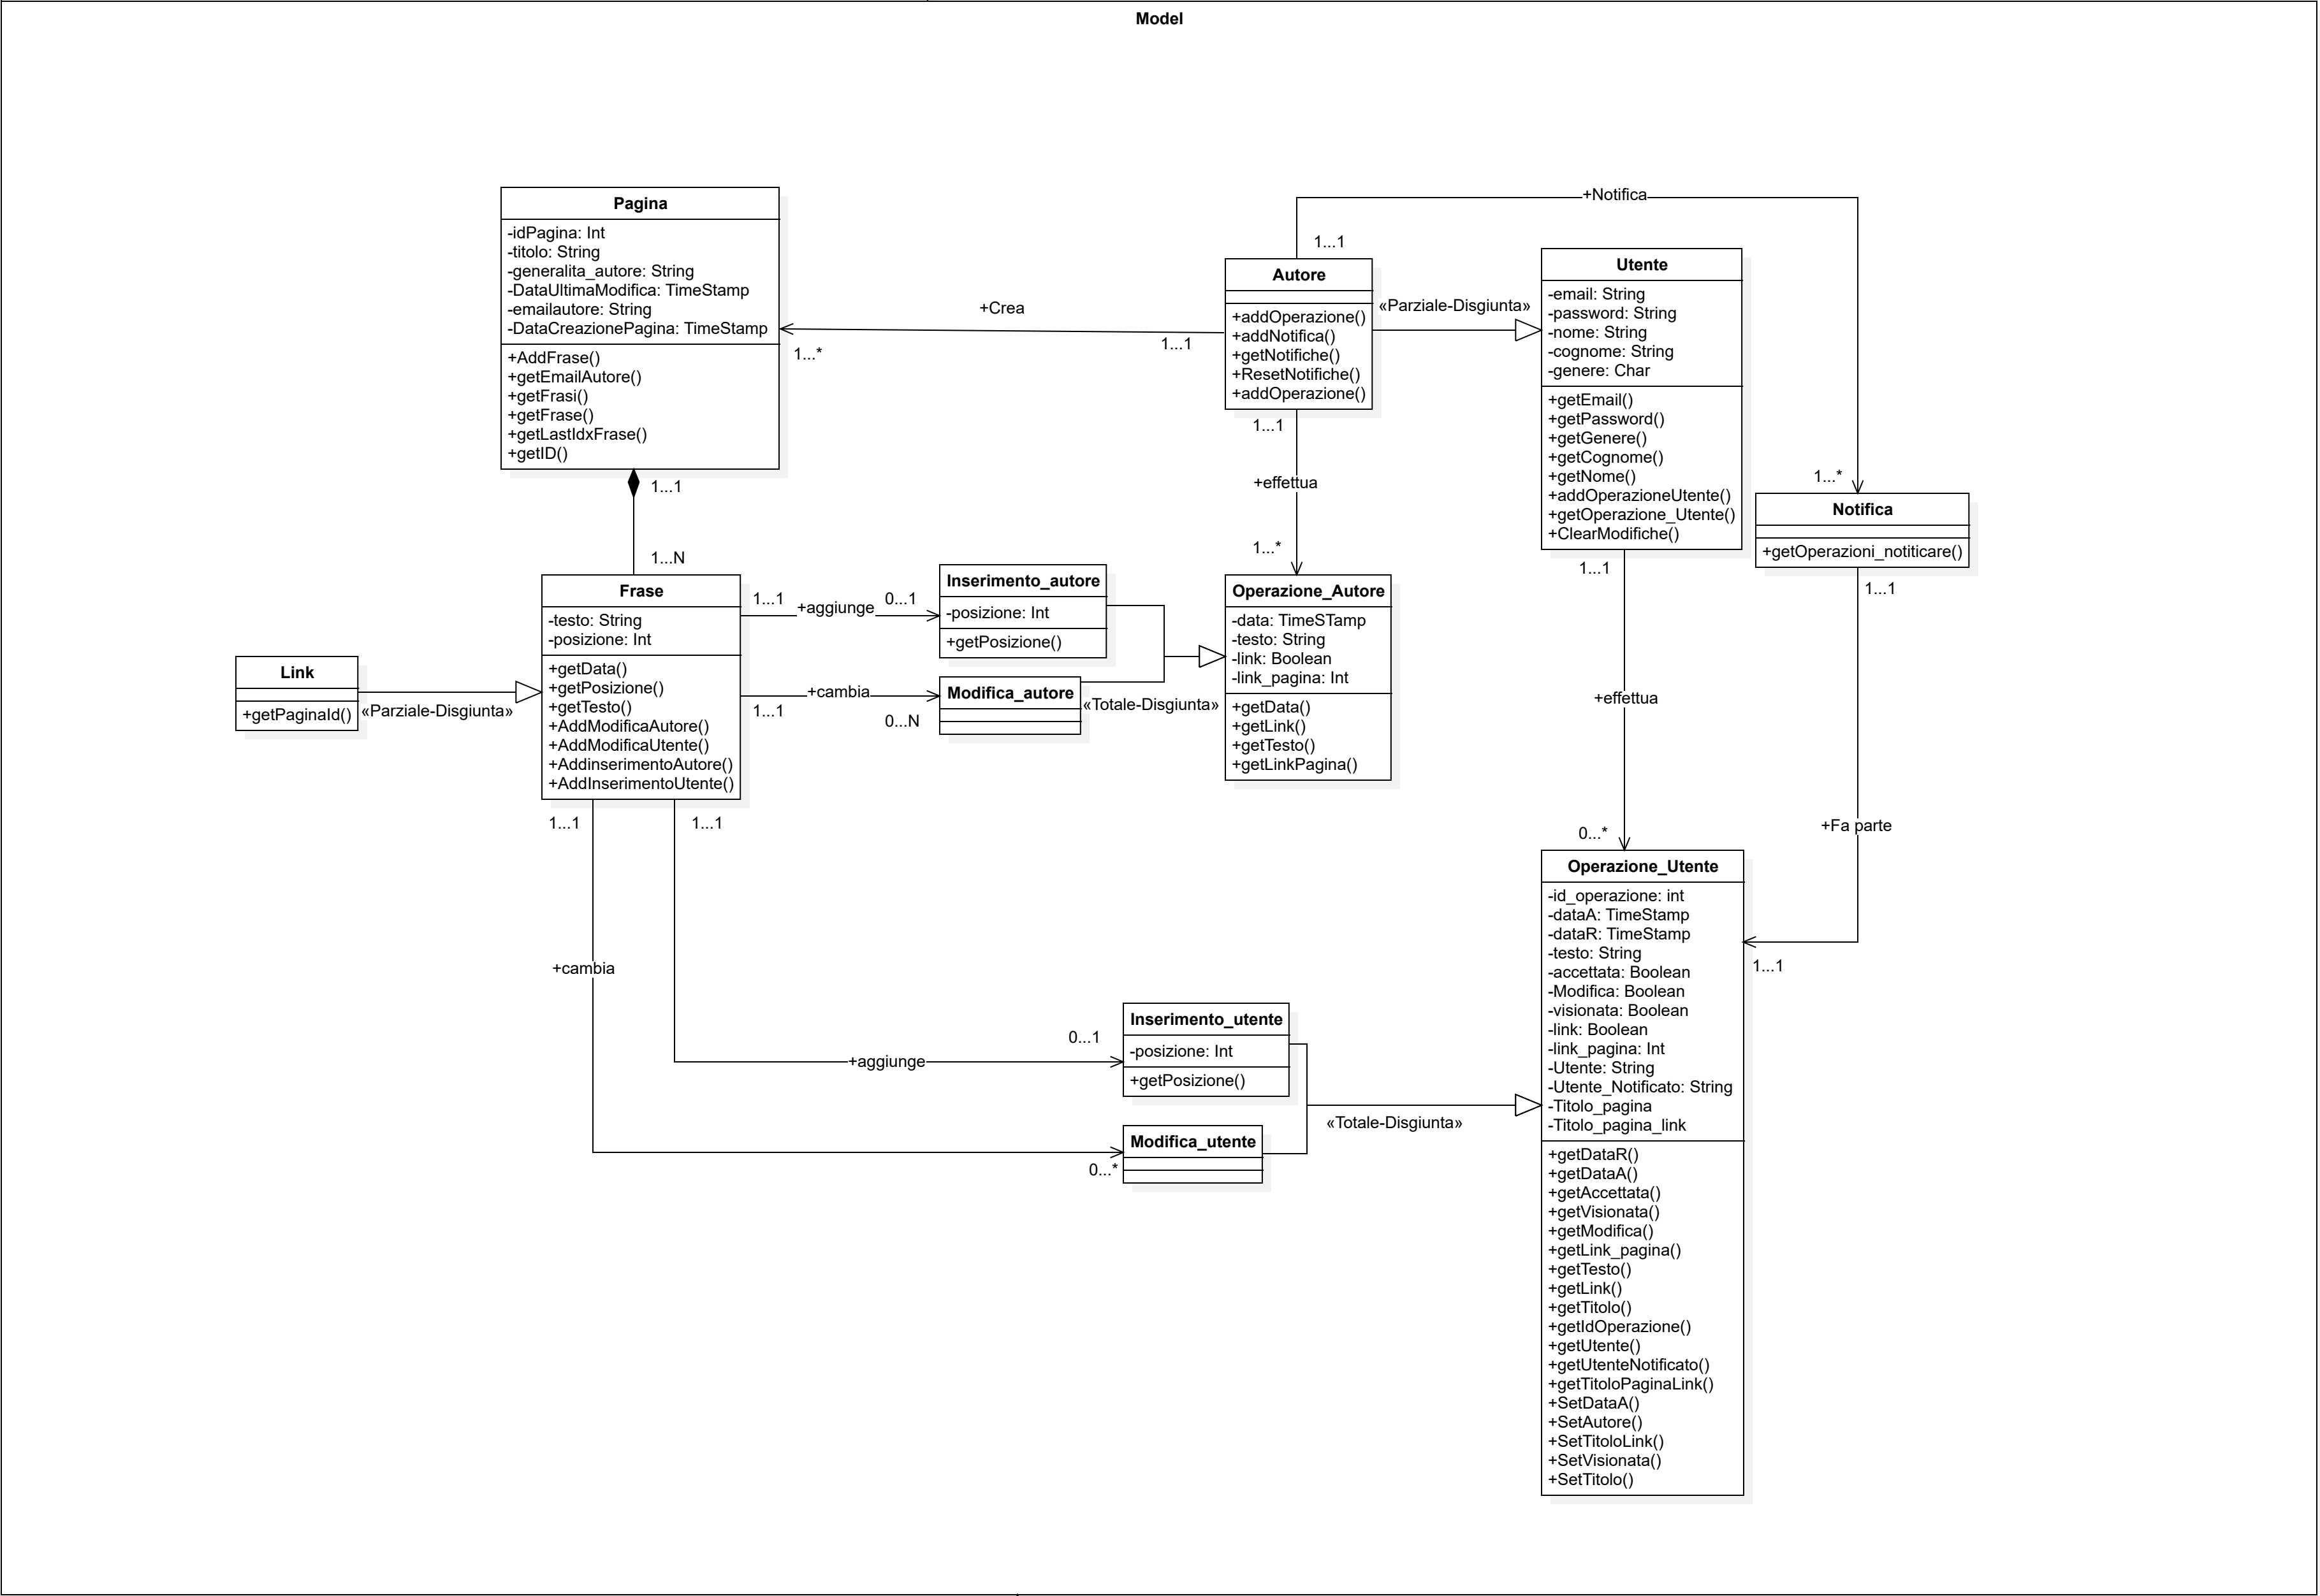 Model
Pagina
-idPagina: Int
-titolo: String
-generalita_autore: String
-DataUltimaModifica: TimeStamp
-emailautore: String
-DataCreazionePagina: TimeStamp
+AddFrase()
+getEmailAutore()
+getFrasi()
+getFrase()
+getLastIdxFrase()
+getID()
+Crea
1...*
1...1
+Notifica
1...1
Autore
+addOperazione()
+addNotifica()
+getNotifiche()
+ResetNotifiche()
+addOperazione()
«Parziale-Disgiunta»
Utente
-email: String
-password: String
-nome: String
-cognome: String
-genere: Char
+getEmail()
+getPassword()
+getGenere()
+getCognome()
+getNome()
+addOperazioneUtente()
+getOperazione_Utente()
+ClearModifiche()
1...*
Notifica
+getOperazioni_notiticare()
1...1
1...1
+effettua
1...*
1...1
1...N
Link
+getPaginaId()
«Parziale-Disgiunta»
Frase
-testo: String
-posizione: Int
+getData()
+getPosizione()
+getTesto()
+AddModificaAutore()
+AddModificaUtente()
+AddinserimentoAutore()
+AddInserimentoUtente()
1...1
+aggiunge
0...1
Inserimento_autore
-posizione: Int
+getPosizione()
+cambia
1...1
0...N
Modifica_autore
«Totale-Disgiunta»
Operazione_Autore
-data: TimeSTamp
-testo: String
-link: Boolean
-link_pagina: Int
+getData()
+getLink()
+getTesto()
+getLinkPagina()
1...1
+effettua
0...*
+Fa parte
1...1
1...1
1...1
+cambia
+aggiunge
0...1
Inserimento_utente
-posizione: Int
+getPosizione()
0...*
Modifica_utente
«Totale-Disgiunta»
Operazione_Utente
-id_operazione: int
-dataA: TimeStamp
-dataR: TimeStamp
-testo: String
-accettata: Boolean
-Modifica: Boolean
-visionata: Boolean
-link: Boolean
-link_pagina: Int
-Utente: String
-Utente_Notificato: String
-Titolo_pagina
-Titolo_pagina_link
+getDataR()
+getDataA()
+getAccettata()
+getVisionata()
+getModifica()
+getLink_pagina()
+getTesto()
+getLink()
+getTitolo()
+getIdOperazione()
+getUtente()
+getUtenteNotificato()
+getTitoloPaginaLink()
+SetDataA()
+SetAutore()
+SetTitoloLink()
+SetVisionata()
+SetTitolo()